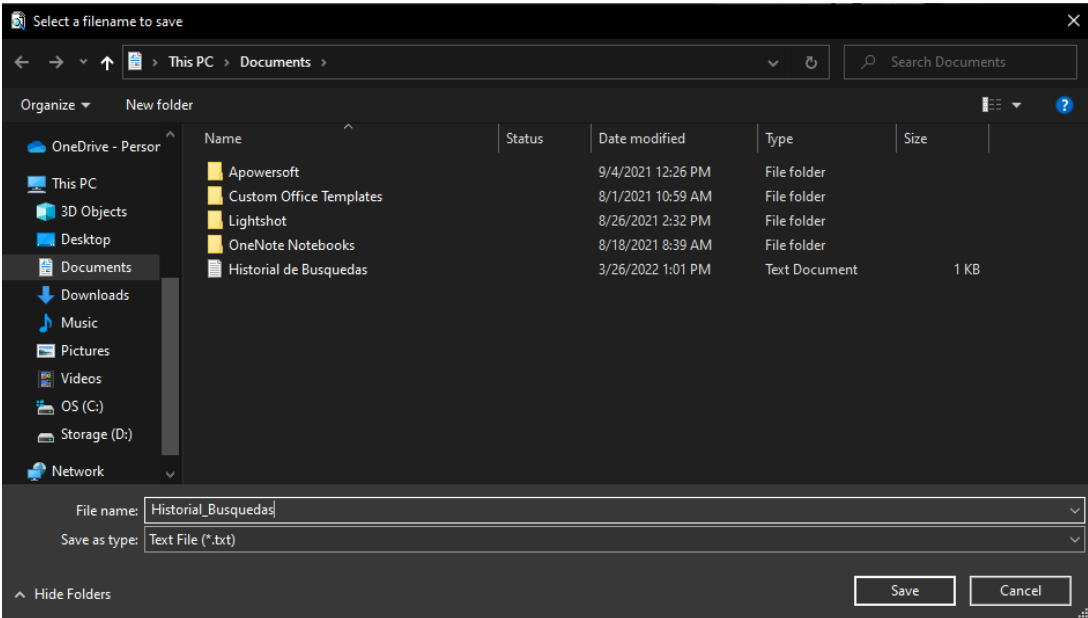 Select a filename to save
This PC > Documents >
Search Documents
Organize
New folder
Name Status Date modified Type Size
OneDrive - Person
This PC
3D Objects
Desktop
Documents
Downloads
Music
Pictures
Videos
OS (C:)
Storage (D:)
Network
Apowersoft 9/4/2021 12:26 PM File folder
Custom Office Templates 8/1/2021 10:59 AM File folder
Lightshot 8/26/2021 2:32 PM File folder
OneNote Notebooks 8/18/2021 8:39 AM File folder
Historial de Busquedas 3/26/2022 1:01 PM Text Document 1 KB
File name: Historial_Busquedas
Save as type: Text File (*.txt)
Hide Folders
Save
Cancel